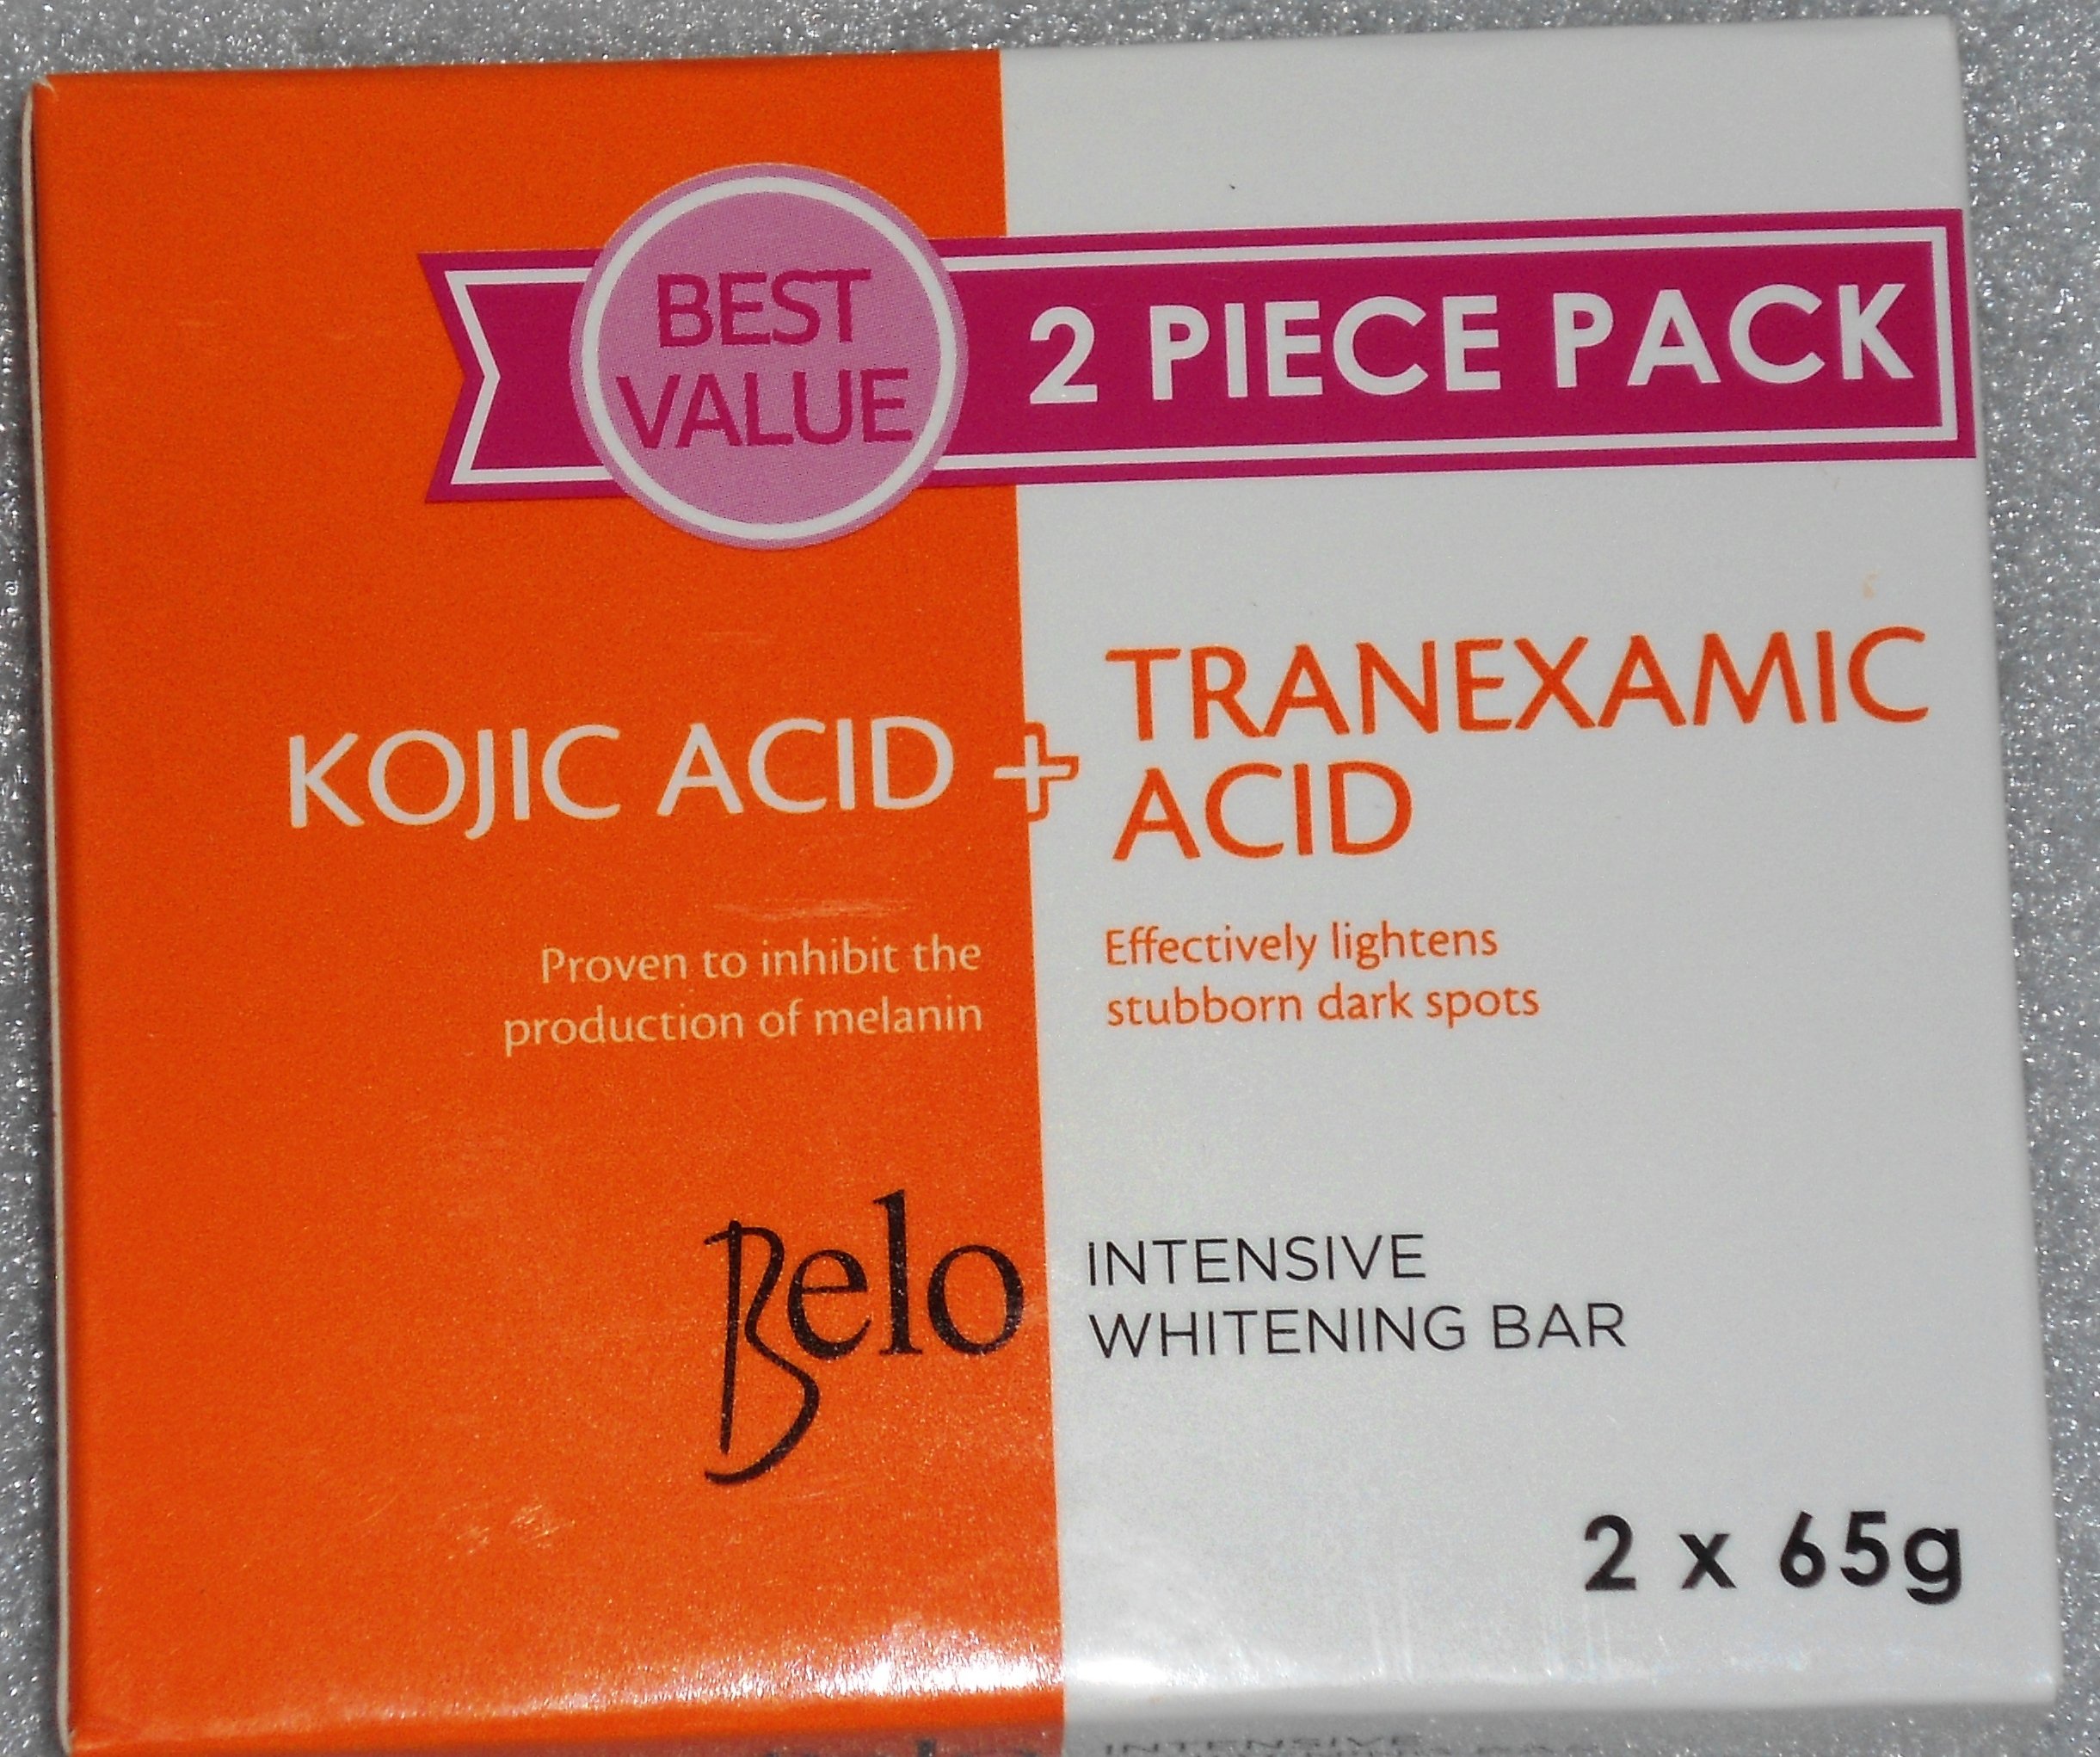 BEST
VALUE
2 PIECE PACK
KOJIC ACID +
TRANEXAMIC
ACID
Proven to inhibit the
production of melanin
Effectively lightens
stubborn dark spots
Belo
INTENSIVE
WHITENING BAR
2 x 65g
INTENSIVE